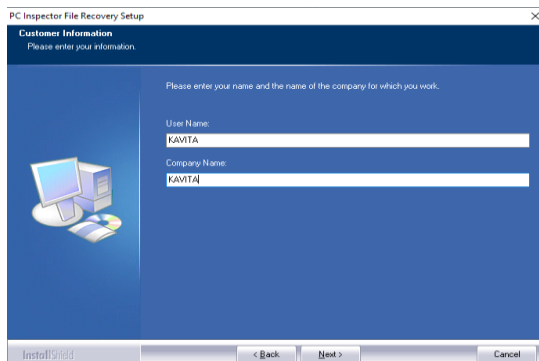 PC Inspector File Recovery Setup
Customer Information
Please enter your information.
Please enter your name and the name of the company for which you work.
User Name:
KAVITA
Company Name:
KAVITA
InstallShield
< Back
Next >
Cancel